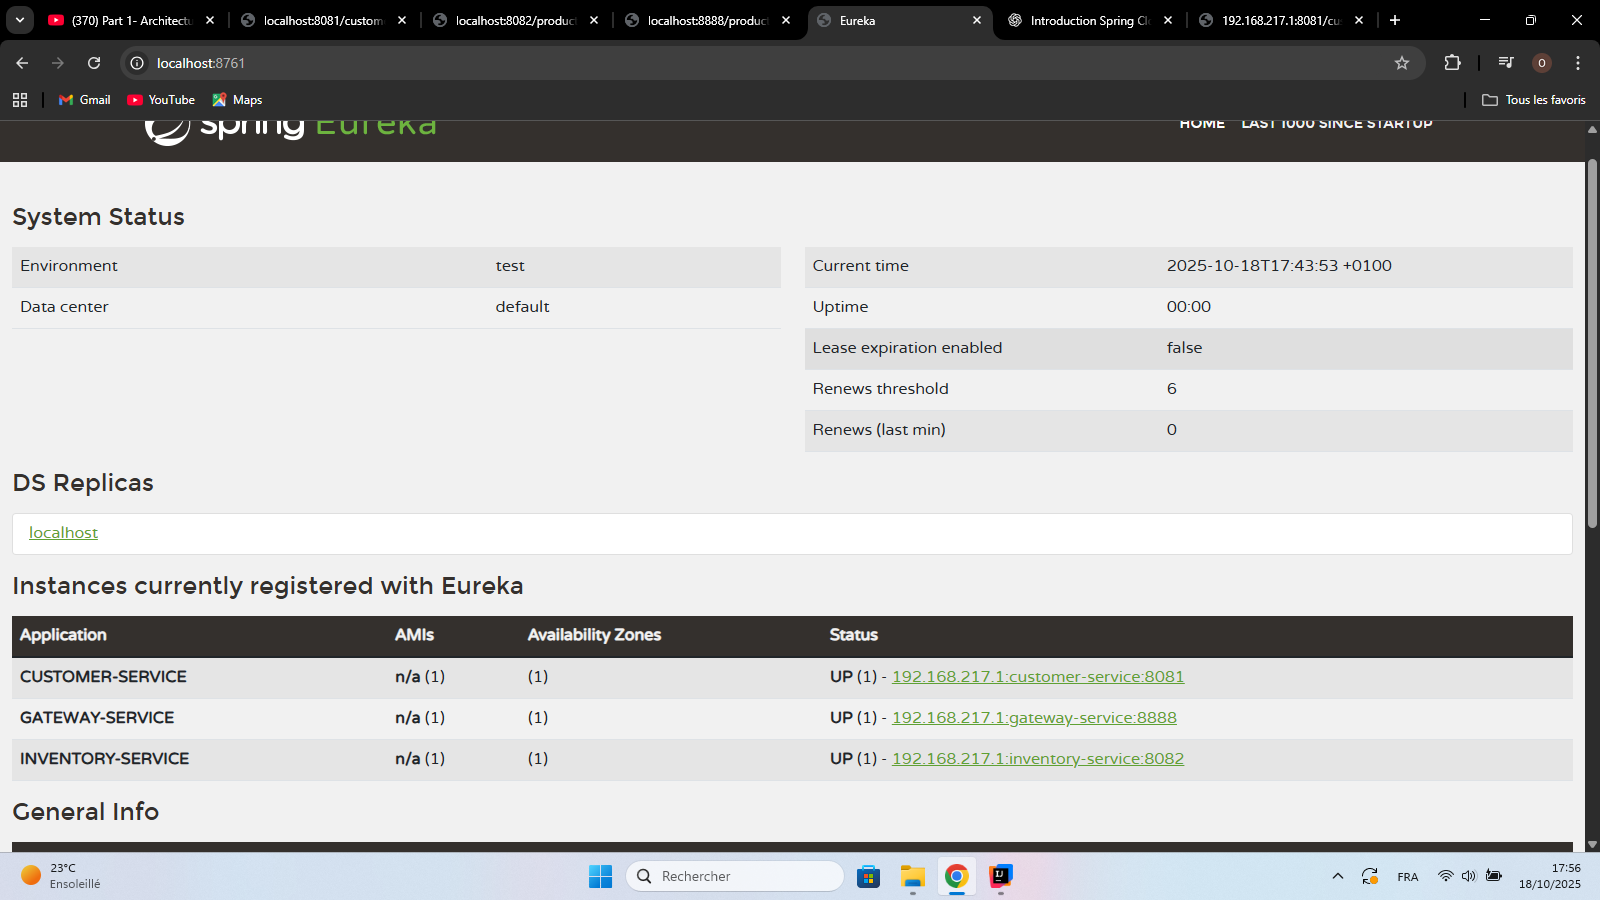 (370) Part 1- Architectu
localhost:8081/custom
localhost:8082/produc
localhost:8888/produc
Eureka
Introduction Spring Cl
192.168.217.1:8081/cu
localhost:8761
O
Gmail
YouTube
Maps
Tous les favoris
spring Eureka
HOME
LAST 1000 SINCE STARTUP
System Status
Environment test
Data center default
Current time 2025-10-18T17:43:53 +0100
Uptime 00:00
Lease expiration enabled false
Renews threshold 6
Renews (last min) 0
DS Replicas
localhost
Instances currently registered with Eureka
Application AMIs Availability Zones Status
CUSTOMER-SERVICE n/a (1) (1) UP (1) - 192.168.217.1:customer-service:8081
GATEWAY-SERVICE n/a (1) (1) UP (1) - 192.168.217.1:gateway-service:8888
INVENTORY-SERVICE n/a (1) (1) UP (1) - 192.168.217.1:inventory-service:8082
General Info
23°C
Ensoleillé
Rechercher
IJ
FRA
17:56
18/10/2025